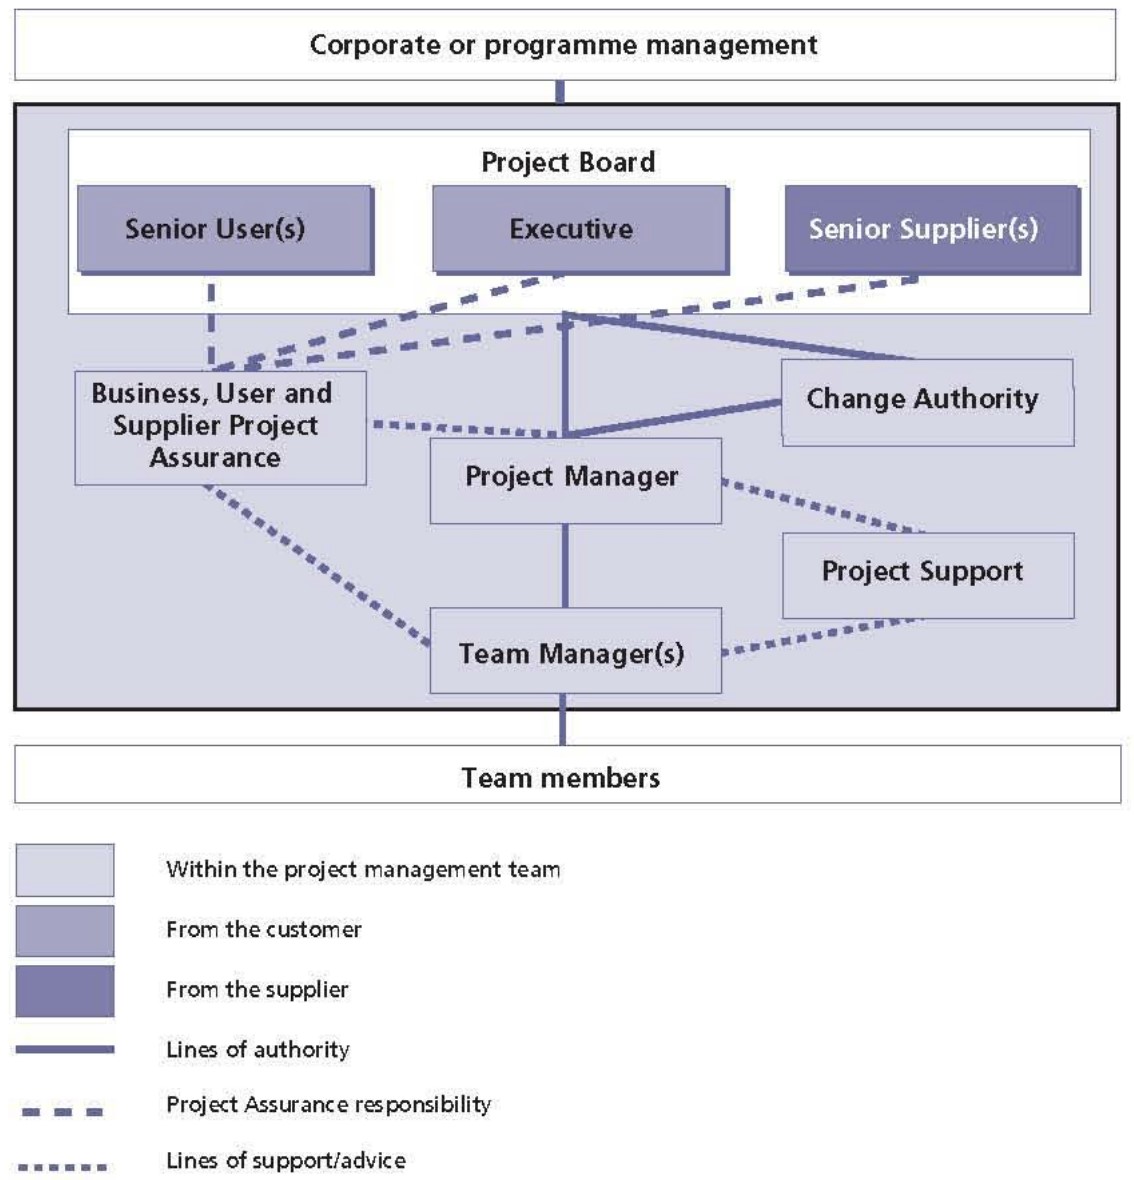 Corporate or programme management
Project Board
Senior User(s)
Executive
Senior Supplier(s)
Business, User and
Supplier Project
Assurance
Change Authority
Project Manager
Project Support
Team Manager(s)
Team members
Within the project management team
From the customer
From the supplier
Lines of authority
Project Assurance responsibility
Lines of support/advice